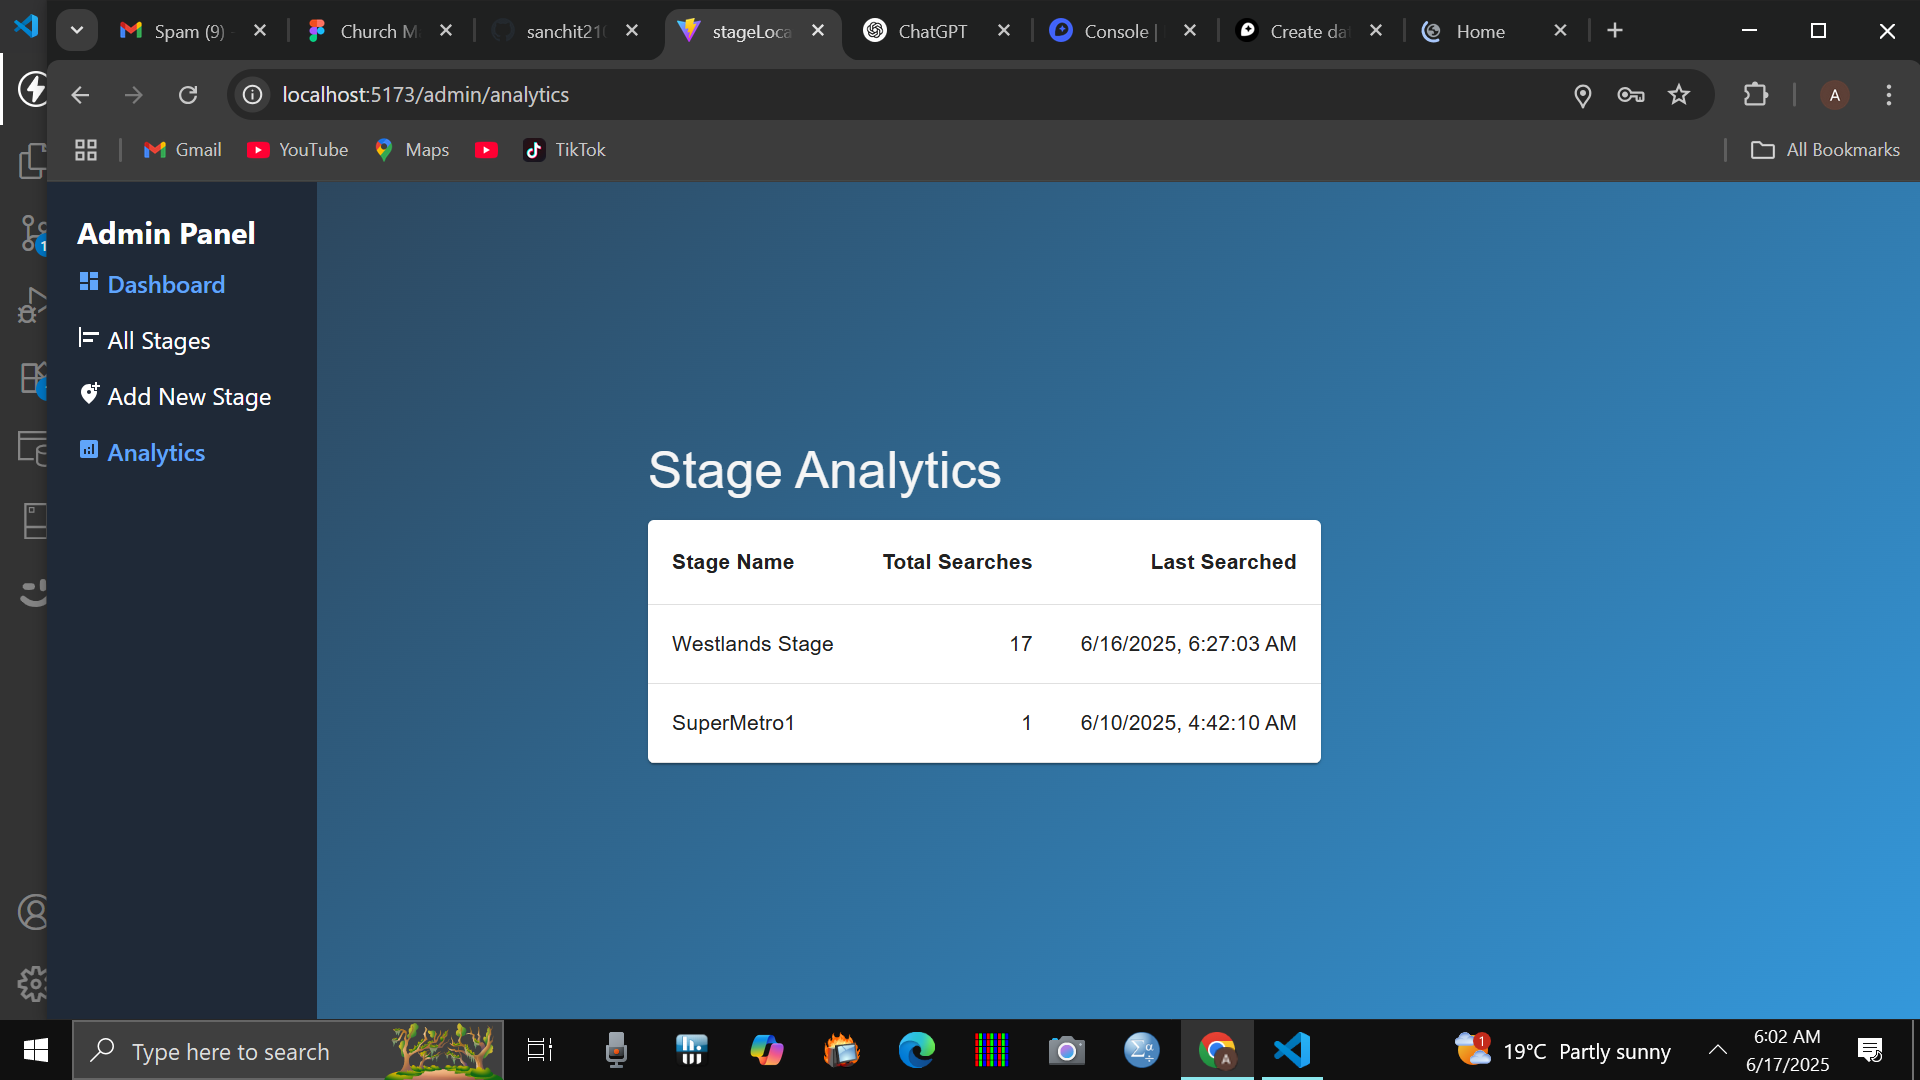 Spam (9)
Church M
sanchit210
stageLoca
ChatGPT
Console |
Create dat
Home
localhost:5173/admin/analytics
A
Gmail
YouTube
Maps
TikTok
All Bookmarks
Admin Panel
Dashboard
All Stages
Add New Stage
Analytics
Stage Analytics
Stage Name Total Searches Last Searched
Westlands Stage 17 6/16/2025, 6:27:03 AM
SuperMetro1 1 6/10/2025, 4:42:10 AM
Type here to search
A
1
19°C Partly sunny
6:02 AM
6/17/2025